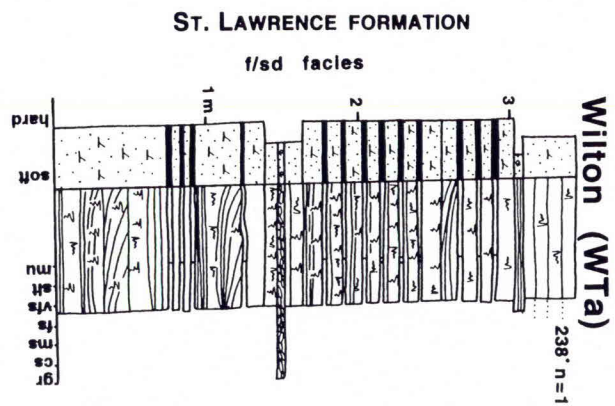 ST. LAWRENCE FORMATION
f/sd facies
1m
2
3
Wilton (WTa)
hard
soft
mu
slt
vfs
fs
ms
cs
gr
238° n=1